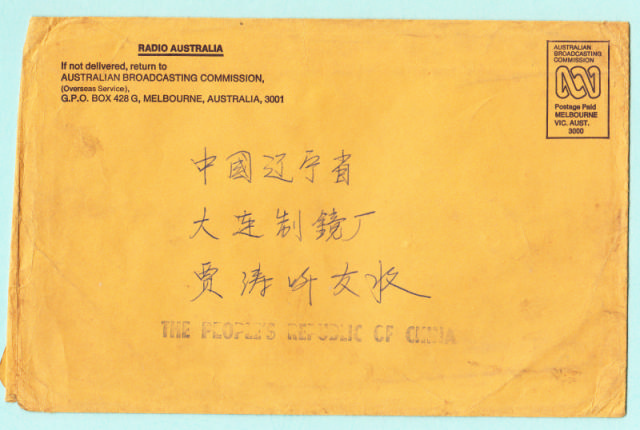 RADIO AUSTRALIA
If not delivered, return to
AUSTRALIAN BROADCASTING COMMISSION,
(Overseas Service),
G.P.O. BOX 428 G, MELBOURNE, AUSTRALIA, 3001
AUSTRALIAN
BROADCASTING
COMMISSION
Postage Paid
MELBOURNE
VIC. AUST.
3000
中國辽宁省
大连制鏡厂
贾涛听友收
THE PEOPLE'S REPUBLIC OF CHINA